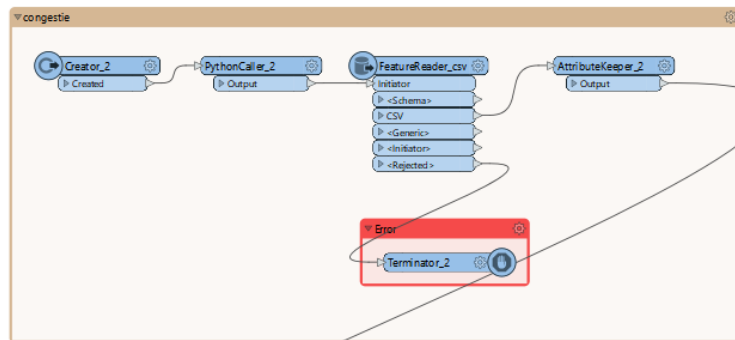 congestie
Creator_2
Created
PythonCaller_2
Output
FeatureReader_csv
Initiator
<Schema>
CSV
<Generic>
<Initiator>
<Rejected>
AttributeKeeper_2
Output
Error
Terminator_2